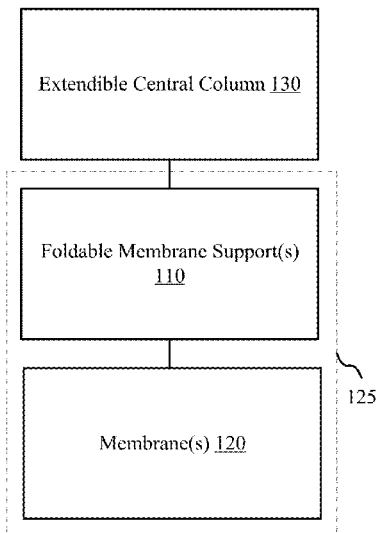 Extendible Central Column 130
Foldable Membrane Support(s)
110
125
Membrane(s) 120